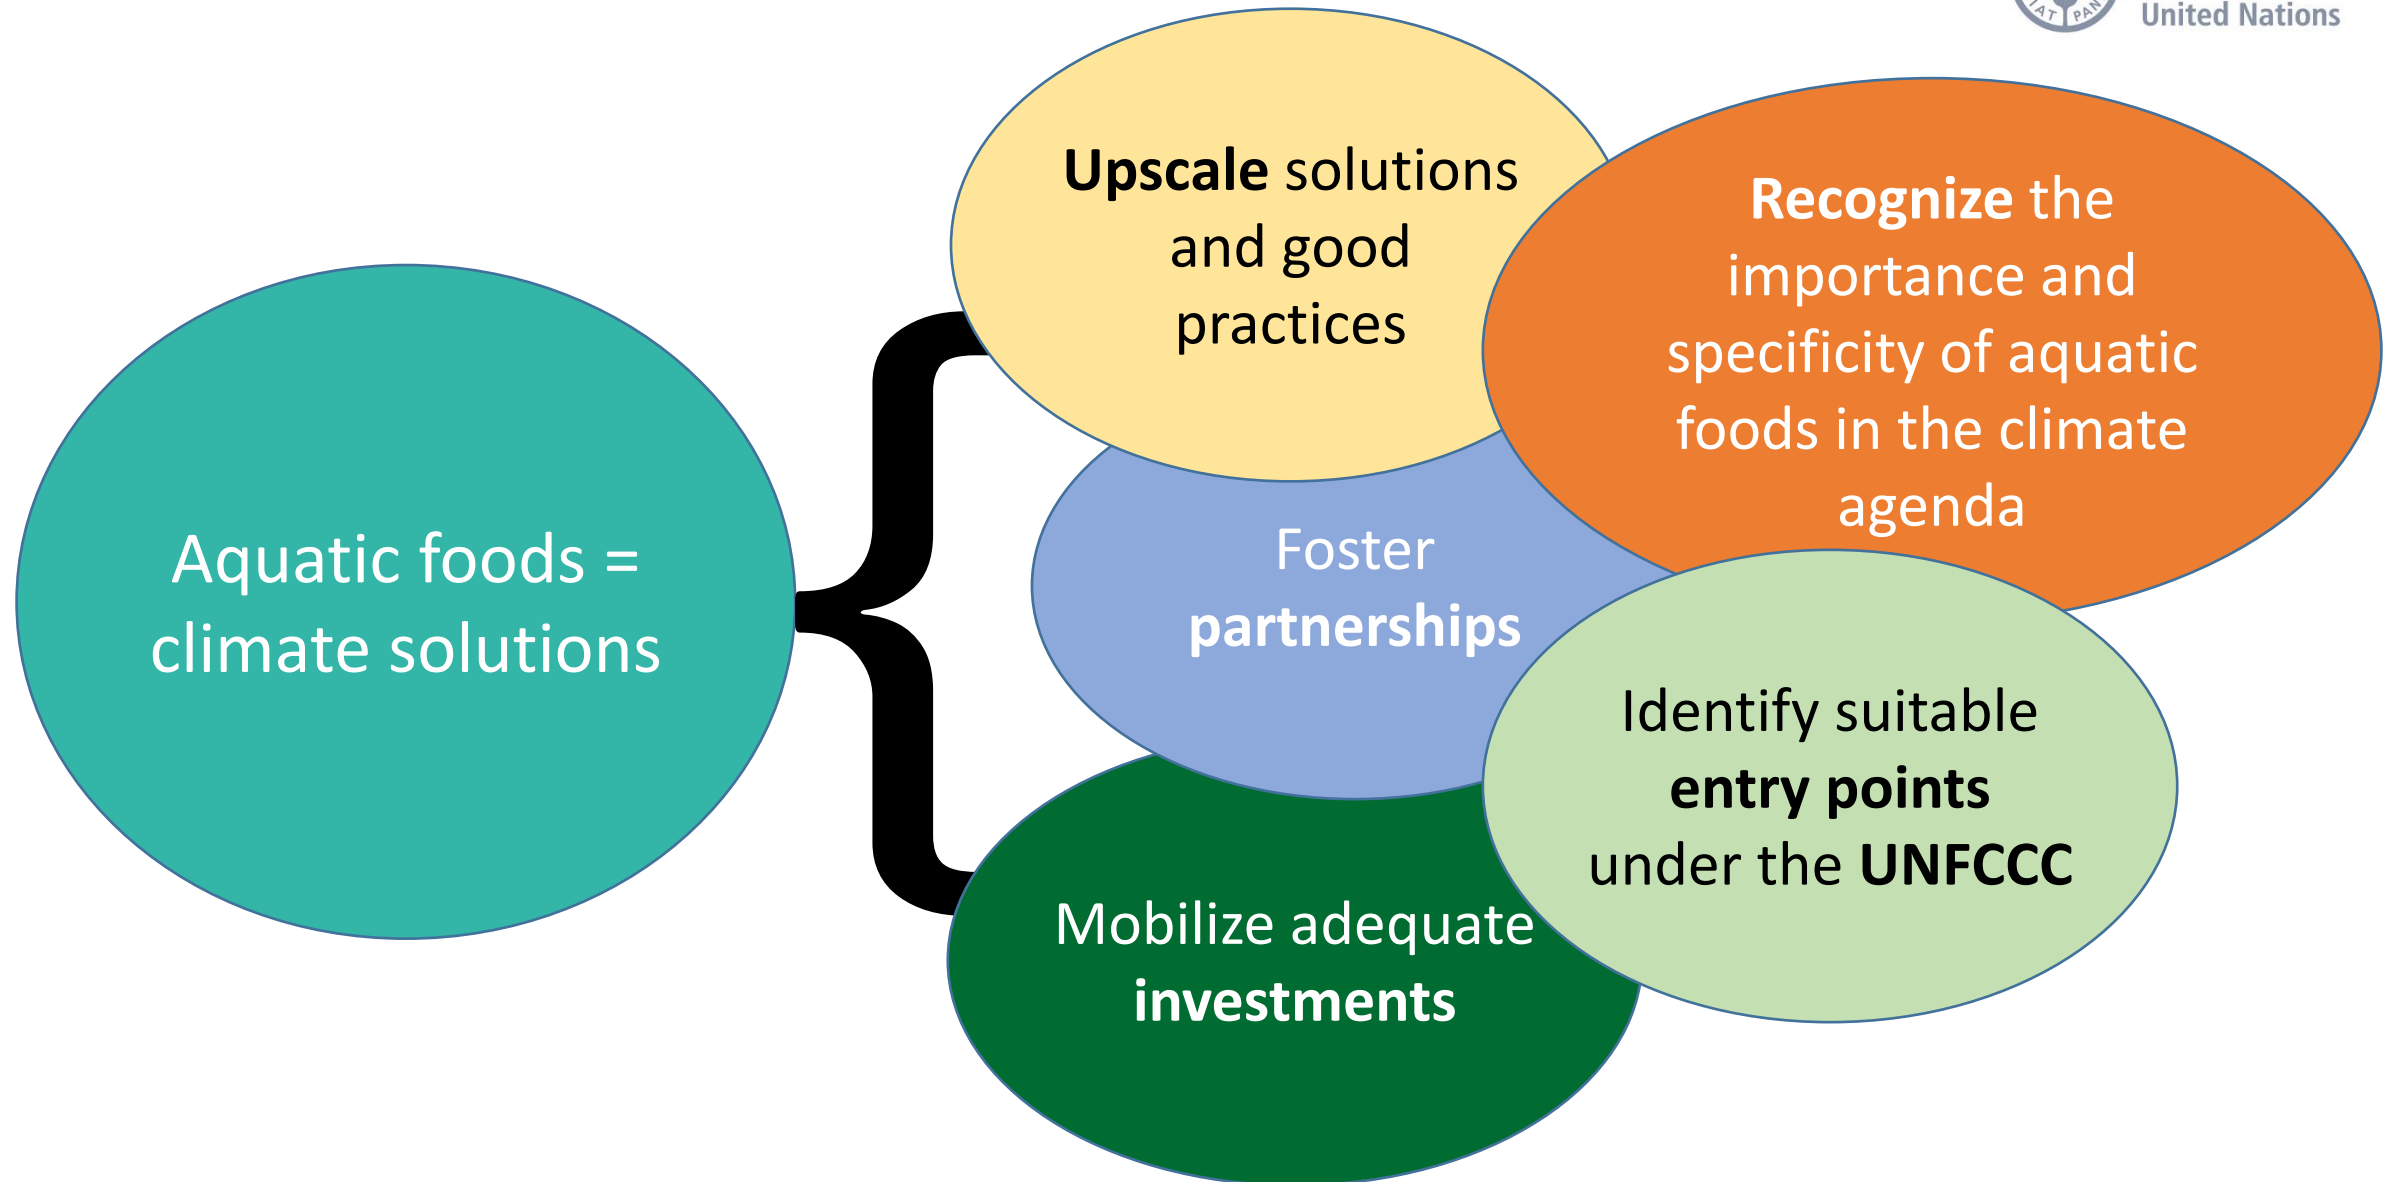 United Nations
Aquatic foods =
climate solutions
Upscale solutions
and good
practices
Recognize the
importance and
specificity of aquatic
foods in the climate
agenda
Foster
partnerships
Identify suitable
entry points
under the UNFCCC
Mobilize adequate
investments